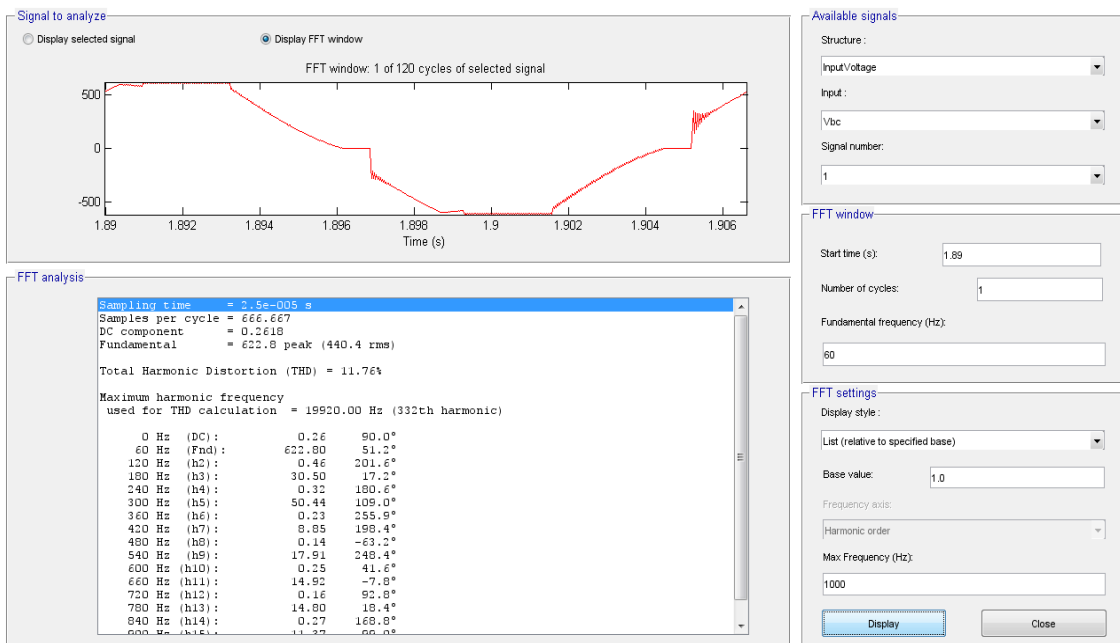 Signal to analyze
Display selected signal
Display FFT window
FFT window: 1 of 120 cycles of selected signal
500
0
-500
1.89 1.892 1.894 1.896 1.898 1.9 1.902 1.904 1.906
Time (s)
FFT analysis
Sampling time = 2.5e-005 s
Samples per cycle = 666.667
DC component = 0.2618
Fundamental = 622.8 peak (440.4 rms)
Total Harmonic Distortion (THD) = 11.76%
Maximum harmonic frequency
used for THD calculation = 19920.00 Hz (332th harmonic)
0 Hz (DC): 0.26 90.0°
60 Hz (Fnd): 622.80 51.2°
120 Hz (h2): 0.46 201.6°
180 Hz (h3): 30.50 17.2°
240 Hz (h4): 0.32 180.6°
300 Hz (h5): 50.44 109.0°
360 Hz (h6): 0.23 255.9°
420 Hz (h7): 8.85 198.4°
480 Hz (h8): 0.14 -63.2°
540 Hz (h9): 17.91 248.4°
600 Hz (h10): 0.25 41.6°
660 Hz (h11): 14.92 -7.8°
720 Hz (h12): 0.16 92.8°
780 Hz (h13): 14.80 18.4°
840 Hz (h14): 0.27 168.8°
900 Hz (h15): 11.37 99.0°
Available signals
Structure :
InputVoltage
Input :
Vbc
Signal number:
1
FFT window
Start time (s):
1.89
Number of cycles:
1
Fundamental frequency (Hz):
60
FFT settings
Display style :
List (relative to specified base)
Base value:
1.0
Frequency axis:
Harmonic order
Max Frequency (Hz):
1000
Display
Close